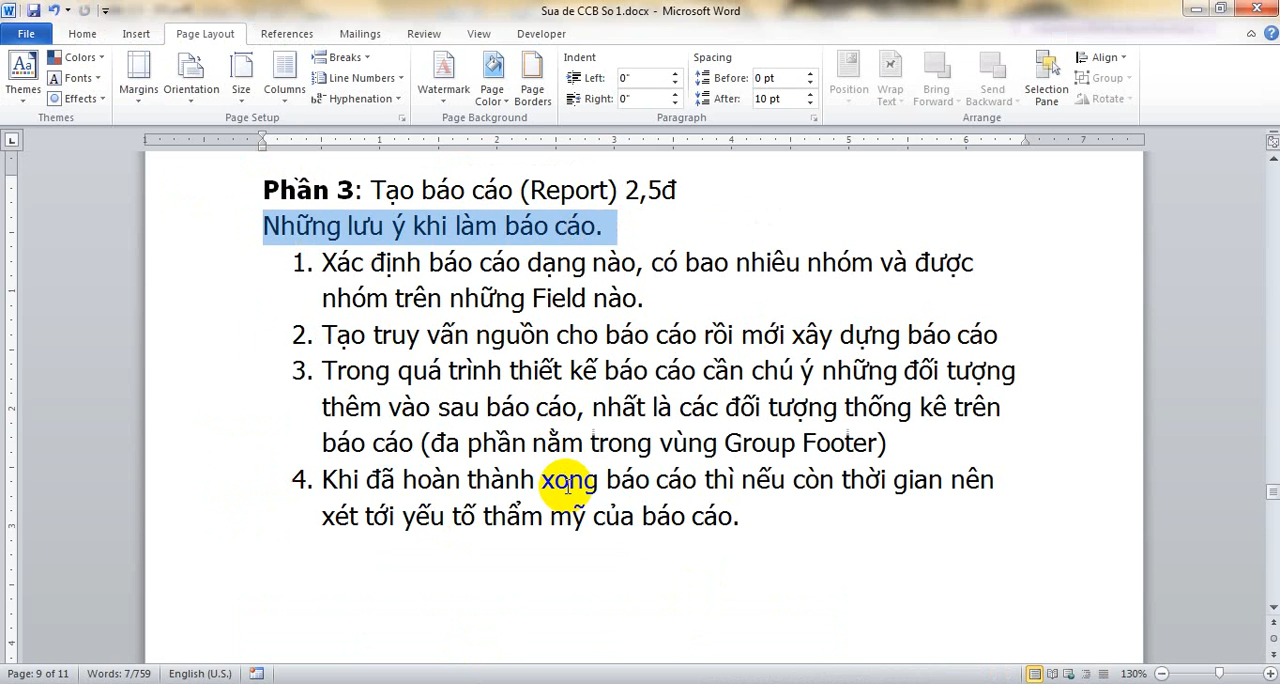 Sua de CCB So 1.docx - Microsoft Word
File Home Insert Page Layout References Mailings Review View Developer
Themes Colors Fonts Effects Margins Orientation Size Columns Breaks Line Numbers Hyphenation Watermark Page Color Page Borders Indent Left: 0" Right: 0" Spacing Before: 0 pt After: 10 pt Position Wrap Text Bring Forward Send Backward Selection Pane Align Group Rotate
Themes Page Setup Page Background Paragraph Arrange
1 1 2 3 4 5 6 7
Phần 3: Tạo báo cáo (Report) 2,5đ
Những lưu ý khi làm báo cáo.
1. Xác định báo cáo dạng nào, có bao nhiêu nhóm và được
nhóm trên những Field nào.
2. Tạo truy vấn nguồn cho báo cáo rồi mới xây dựng báo cáo
3. Trong quá trình thiết kế báo cáo cần chú ý những đối tượng
thêm vào sau báo cáo, nhất là các đối tượng thống kê trên
báo cáo (đa phần nằm trong vùng Group Footer)
4. Khi đã hoàn thành xong báo cáo thì nếu còn thời gian nên
xét tới yếu tố thẩm mỹ của báo cáo.
Page: 9 of 11 Words: 7/759 English (U.S.) 130%